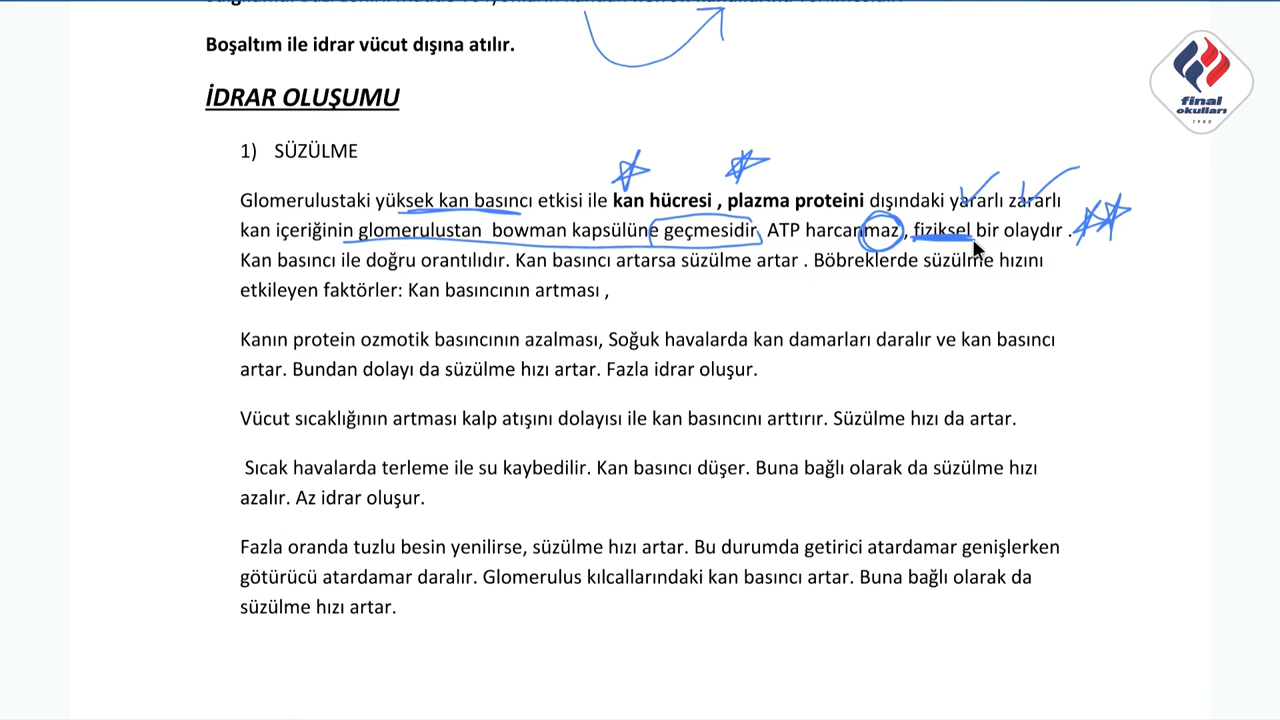 Boşaltım ile idrar vücut dışına atılır.
İDRAR OLUŞUMU
1) SÜZÜLME
Glomerulustaki yüksek kan basıncı etkisi ile kan hücresi , plazma proteini dışındaki yararlı zararlı
kan içeriğinin glomerulustan bowman kapsülüne geçmesidir, ATP harcanmaz , fiziksel bir olaydır .
Kan basıncı ile doğru orantılıdır. Kan basıncı artarsa süzülme artar . Böbreklerde süzülme hızını
etkileyen faktörler: Kan basıncının artması ,
Kanın protein ozmotik basıncının azalması, Soğuk havalarda kan damarları daralır ve kan basıncı
artar. Bundan dolayı da süzülme hızı artar. Fazla idrar oluşur.
Vücut sıcaklığının artması kalp atışını dolayısı ile kan basıncını arttırır. Süzülme hızı da artar.
Sıcak havalarda terleme ile su kaybedilir. Kan basıncı düşer. Buna bağlı olarak da süzülme hızı
azalır. Az idrar oluşur.
Fazla oranda tuzlu besin yenilirse, süzülme hızı artar. Bu durumda getirici atardamar genişlerken
götürücü atardamar daralır. Glomerulus kılcallarındaki kan basıncı artar. Buna bağlı olarak da
süzülme hızı artar.
final
okulları
1980